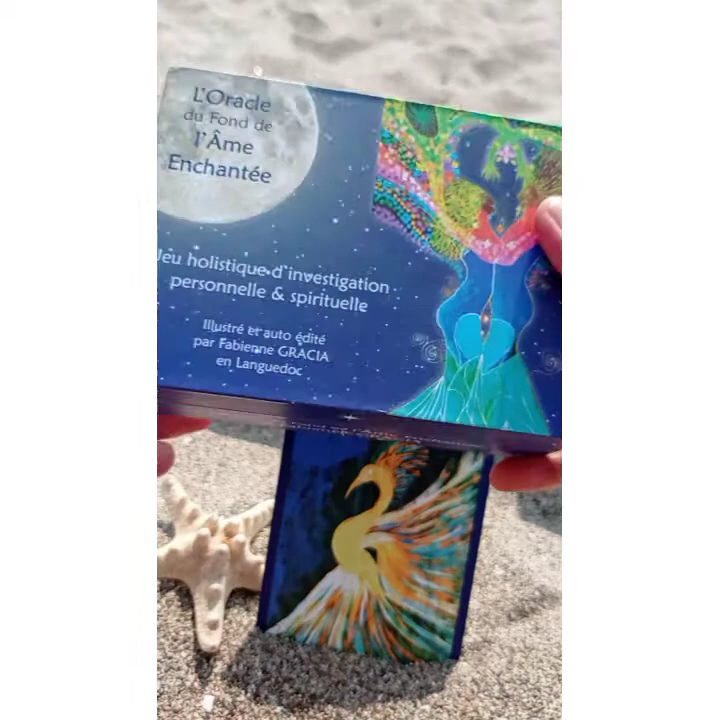 L'Oracle
du Fond de
l'Âme
Enchantée
Jeu holistique d'investigation
personnelle & spirituelle
Illustré et auto édité
par Fabienne GRACIA
en Languedoc